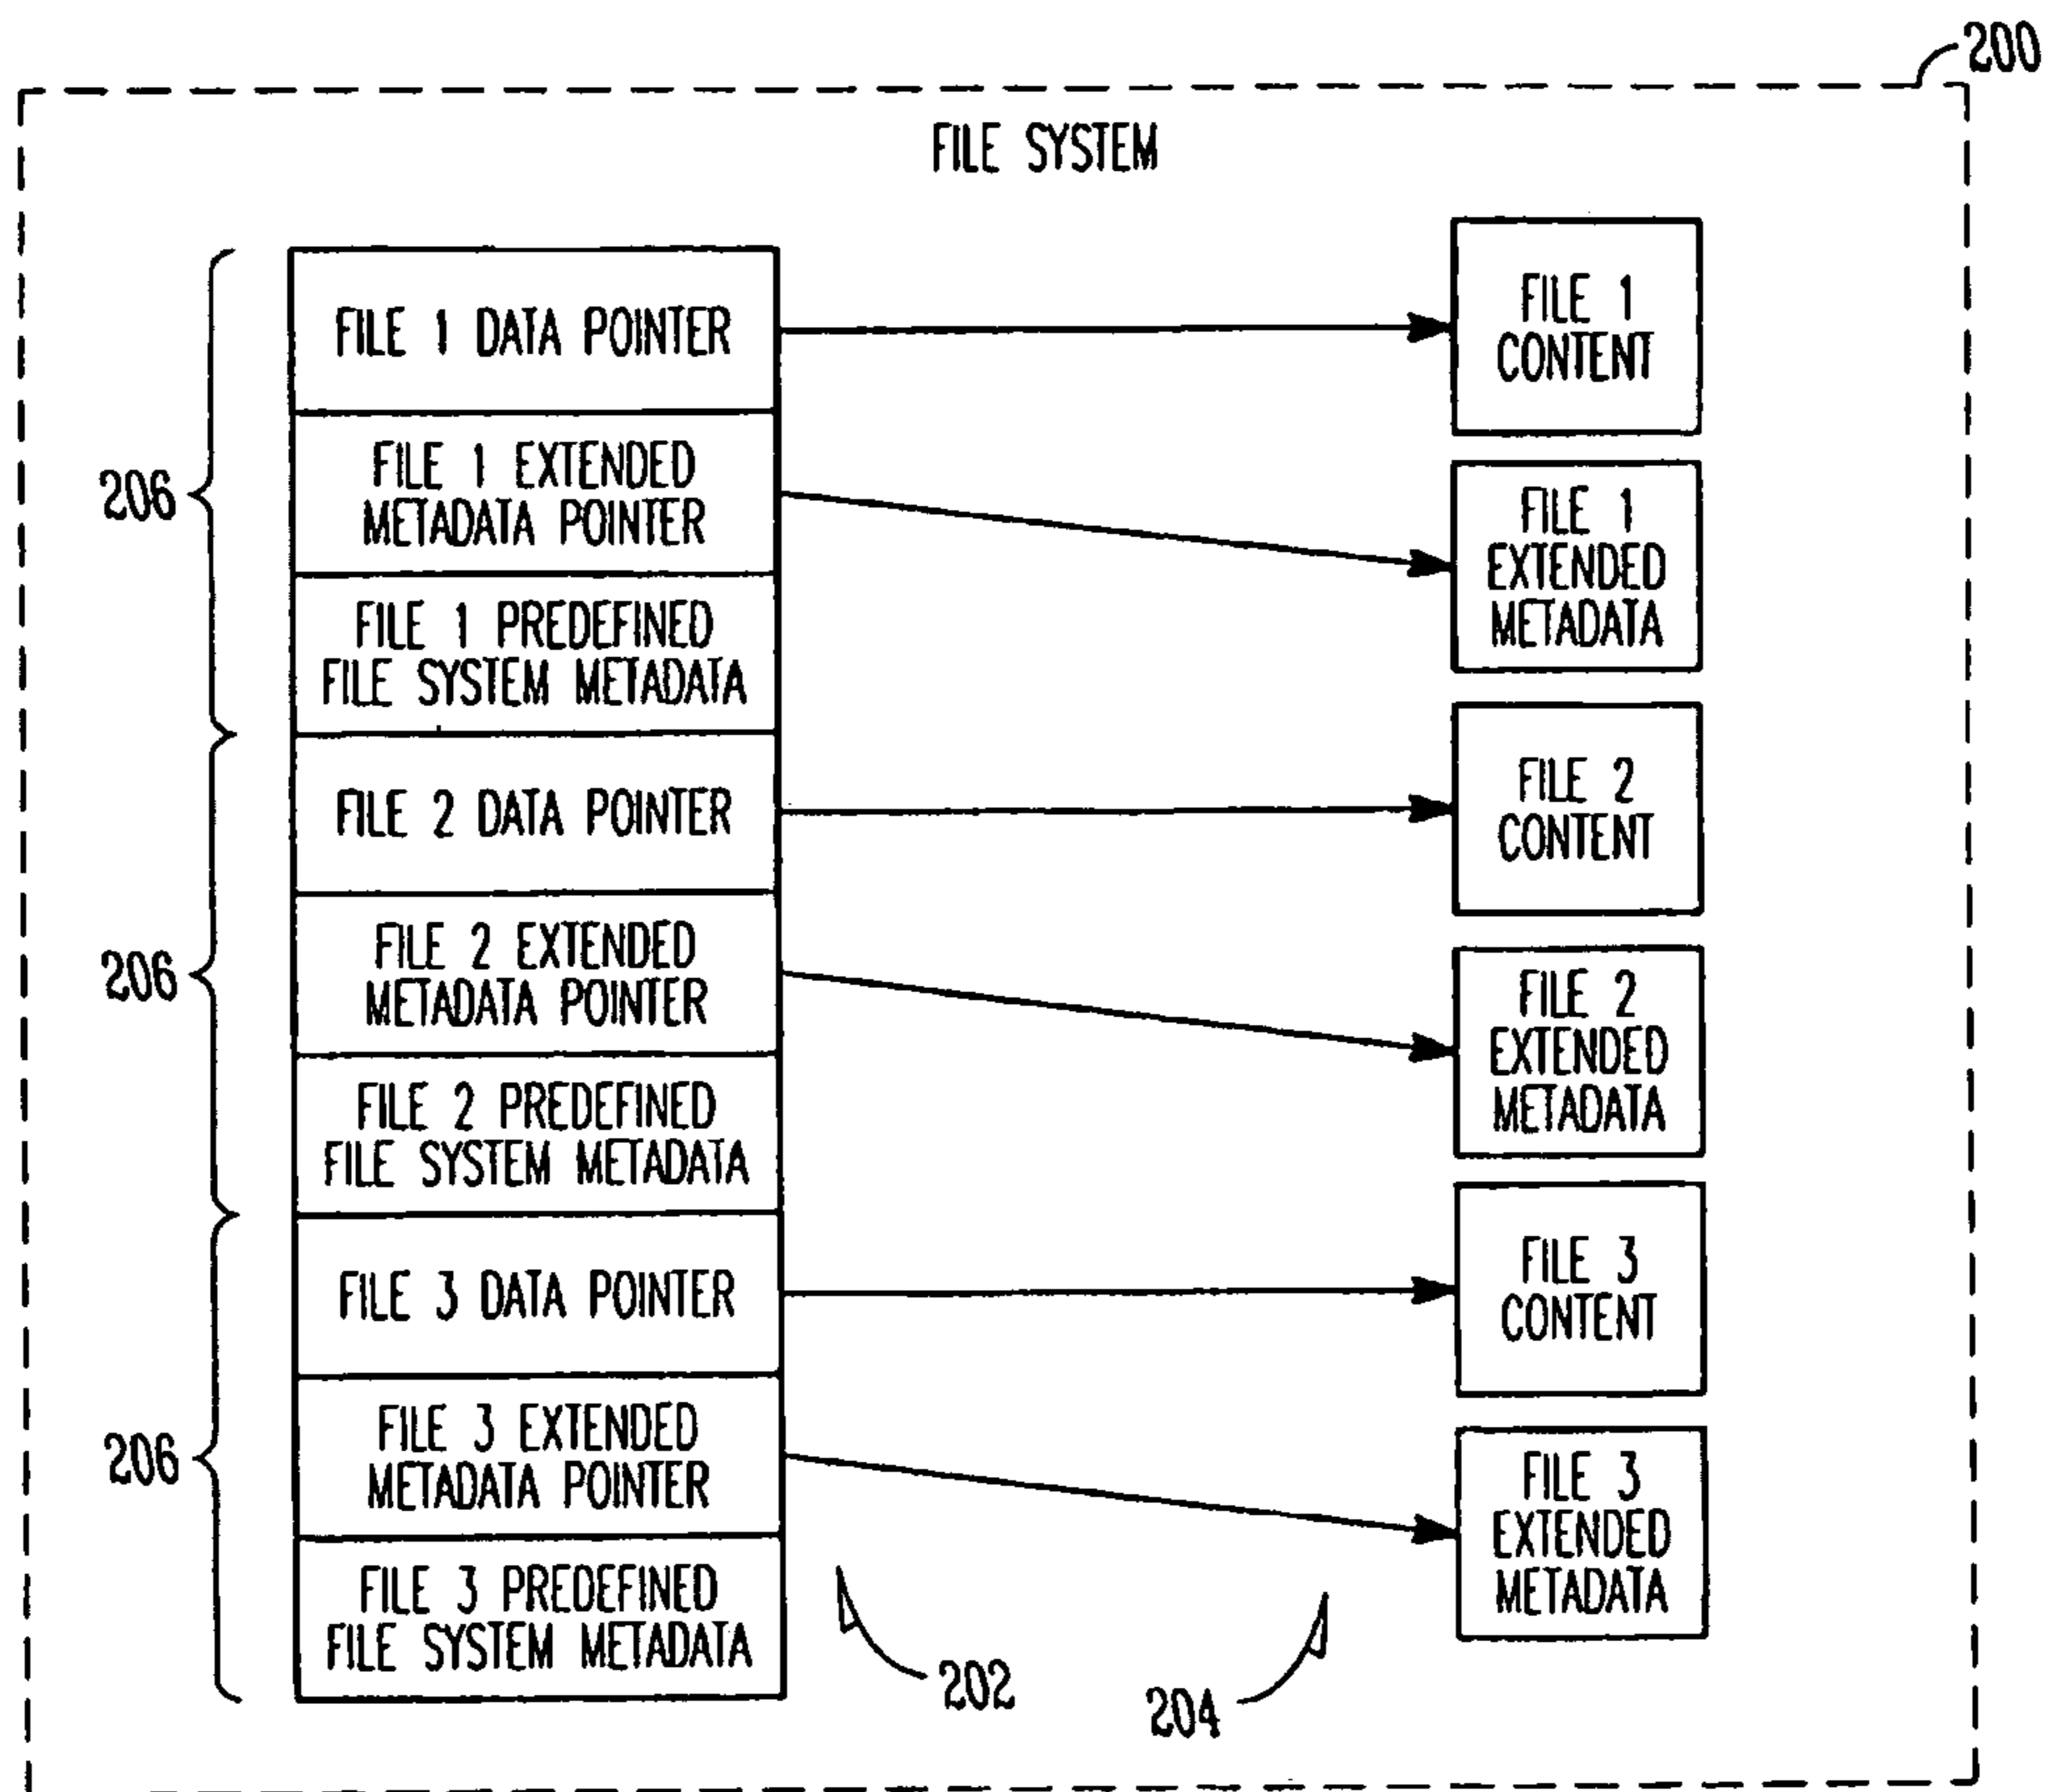 200
FILE SYSTEM
FILE 1 DATA POINTER
FILE 1 EXTENDED
METADATA POINTER
FILE 1 PREDEFINED
FILE SYSTEM METADATA
206
FILE 2 DATA POINTER
FILE 2 EXTENDED
METADATA POINTER
FILE 2 PREDEFINED
FILE SYSTEM METADATA
206
FILE 3 DATA POINTER
FILE 3 EXTENDED
METADATA POINTER
FILE 3 PREDEFINED
FILE SYSTEM METADATA
206
FILE 1
CONTENT
FILE 1
EXTENDED
METADATA
FILE 2
CONTENT
FILE 2
EXTENDED
METADATA
FILE 3
CONTENT
FILE 3
EXTENDED
METADATA
202
204